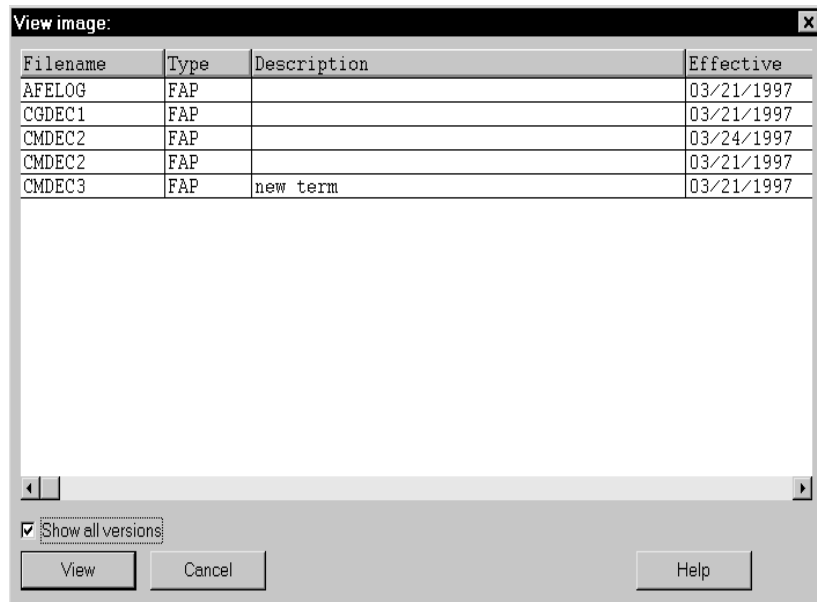 View image:
Filename Type Description Effective
AFELOG FAP 03/21/1997
CGDEC1 FAP 03/21/1997
CMDEC2 FAP 03/24/1997
CMDEC2 FAP 03/21/1997
CMDEC3 FAP new term 03/21/1997
Show all versions
View Cancel Help